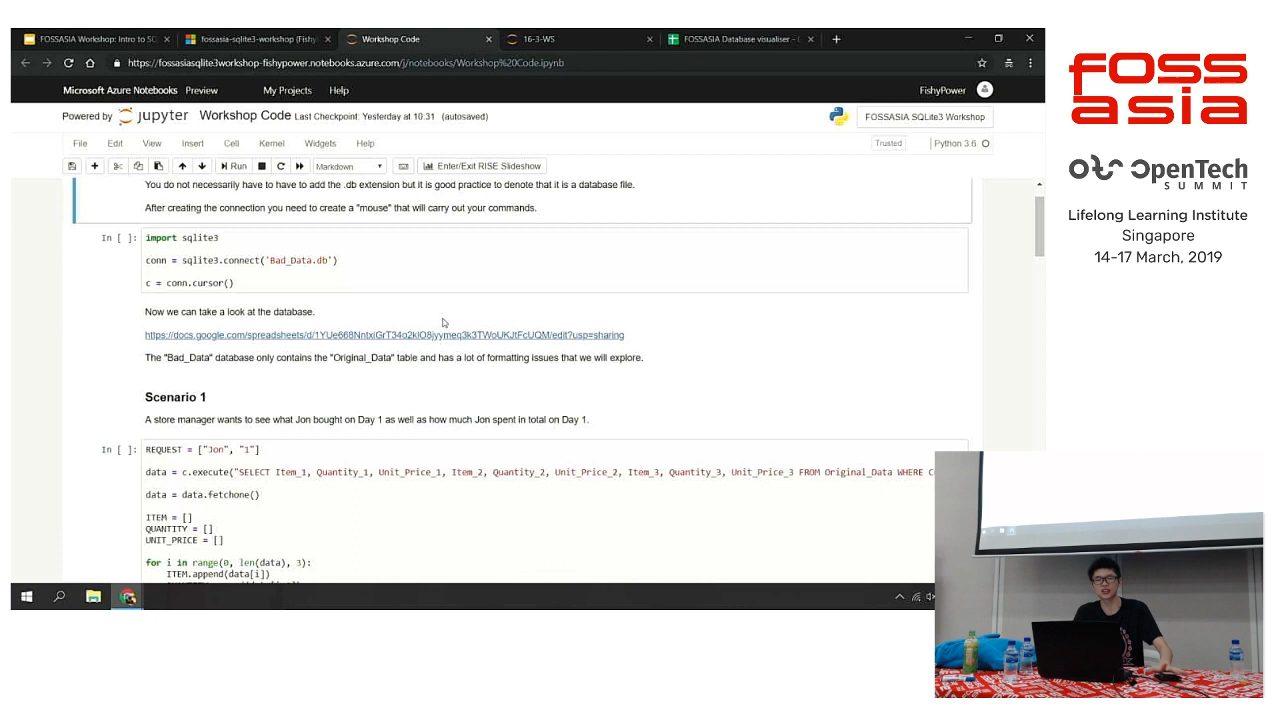 FOSSASIA Workshop: Intro to SQ
fossasia-sqlite3-workshop (Fishy
Workshop Code
16-3-WS
FOSSASIA Database visualiser - G
https://fossasiasqlite3workshop-fishypower.notebooks.azure.com/j/notebooks/Workshop%20Code.ipynb
Microsoft Azure Notebooks Preview My Projects Help FishyPower
Powered by jupyter Workshop Code Last Checkpoint: Yesterday at 10:31 (autosaved) FOSSASIA SQLite3 Workshop
File Edit View Insert Cell Kernel Widgets Help Trusted Python 3.6
Run Markdown Enter/Exit RISE Slideshow
You do not necessarily have to have to add the .db extension but it is good practice to denote that it is a database file.
After creating the connection you need to create a "mouse" that will carry out your commands.
In [ ]: import sqlite3
conn = sqlite3.connect('Bad_Data.db')
c = conn.cursor()
Now we can take a look at the database.
https://docs.google.com/spreadsheets/d/1YUe668NntxiGrT34o2klO8jyymeq3k3TWoUKJtFcUQM/edit?usp=sharing
The "Bad_Data" database only contains the "Original_Data" table and has a lot of formatting issues that we will explore.
Scenario 1
A store manager wants to see what Jon bought on Day 1 as well as how much Jon spent in total on Day 1.
In [ ]: REQUEST = ["Jon", "1"]
data = c.execute("SELECT Item_1, Quantity_1, Unit_Price_1, Item_2, Quantity_2, Unit_Price_2, Item_3, Quantity_3, Unit_Price_3 FROM Original_Data WHERE C
data = data.fetchone()
ITEM = []
QUANTITY = []
UNIT_PRICE = []
for i in range(0, len(data), 3):
ITEM.append(data[i])
FOSS
ASIA
OpenTech
SUMMIT
Lifelong Learning Institute
Singapore
14-17 March, 2019